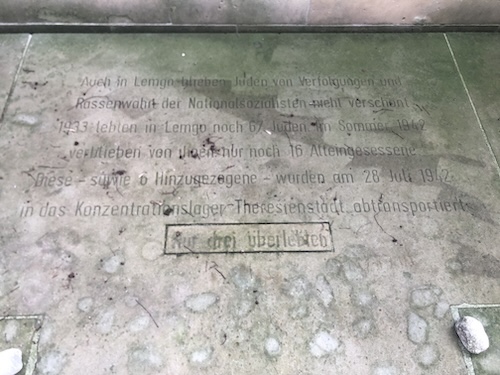 Auch in Lemgo blieben Juden von Verfolgungen und
Rassenwahn der Nationalsozialisten nicht verschont
1933 lebten in Lemgo noch 67 Juden im Sommer 1942
verblieben von ihnen nur noch 16 Alteingesessene
Diese – sowie 6 Hinzugezogene – wurden am 28 Juli 1942
in das Konzentrationslager Theresienstadt abtransportiert
Nur drei überlebten